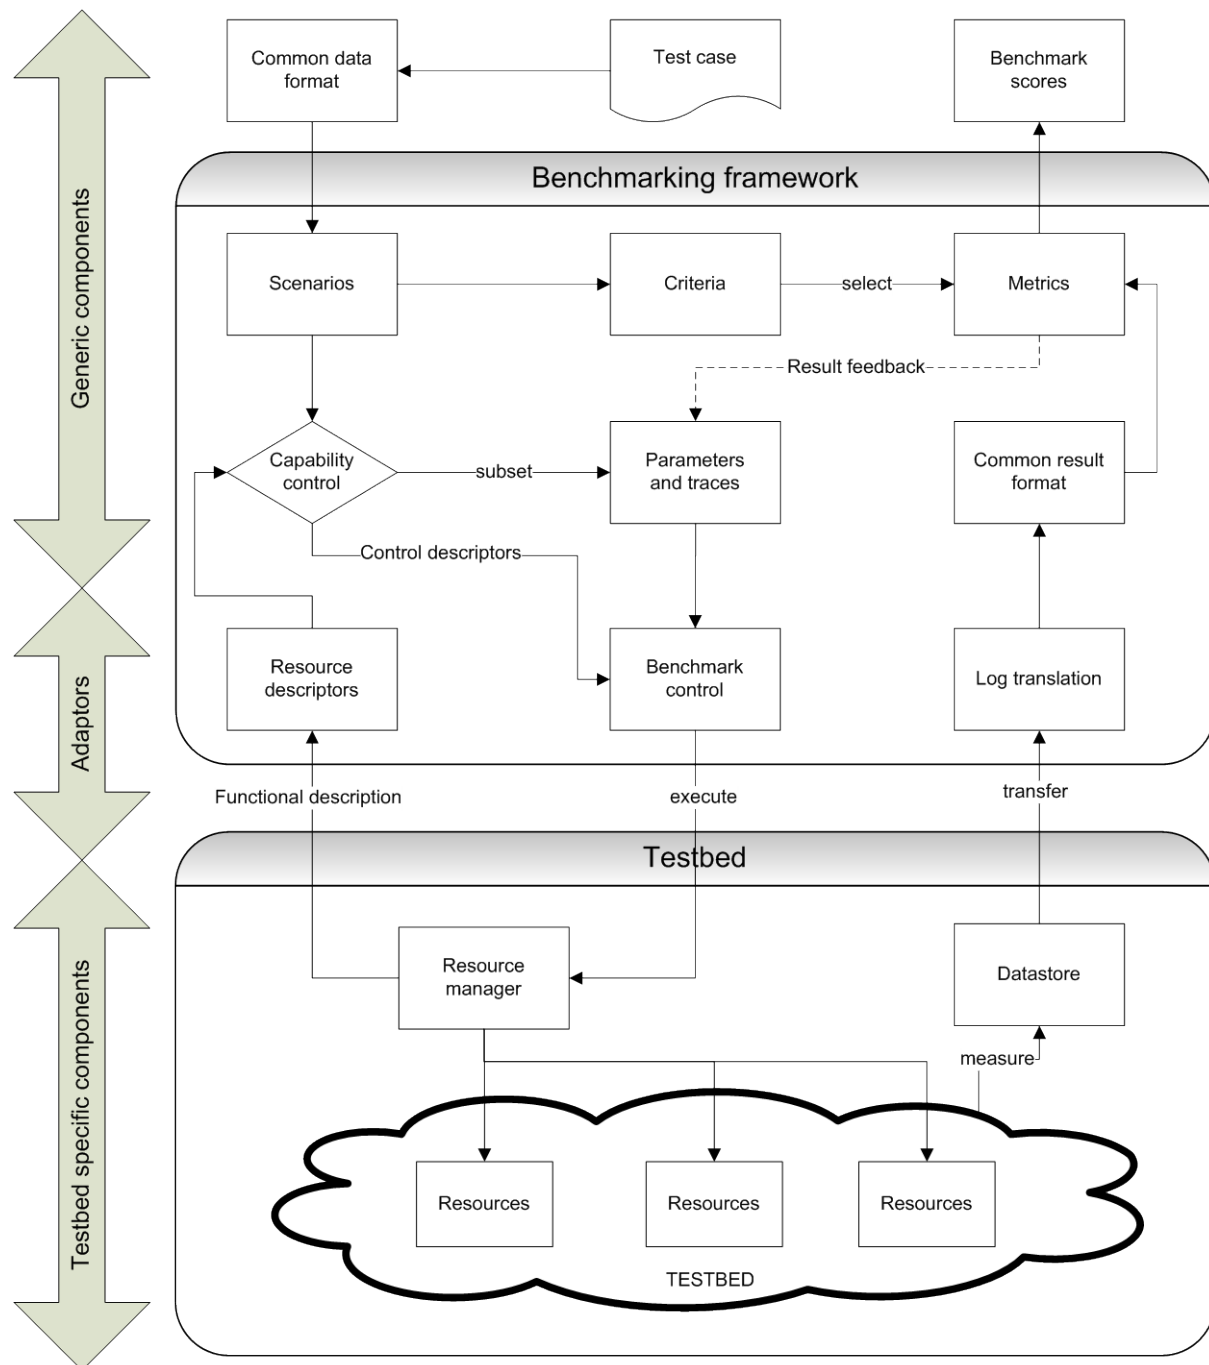 Common data
format
Test case
Benchmark
scores
Benchmarking framework
Generic components
Scenarios
Criteria
select
Metrics
Result feedback
Capability
control
subset
Parameters
and traces
Common result
format
Control descriptors
Adaptors
Resource
descriptors
Benchmark
control
Log translation
Functional description
execute
transfer
Testbed
Testbed specific components
Resource
manager
Datastore
measure
Resources
Resources
Resources
TESTBED